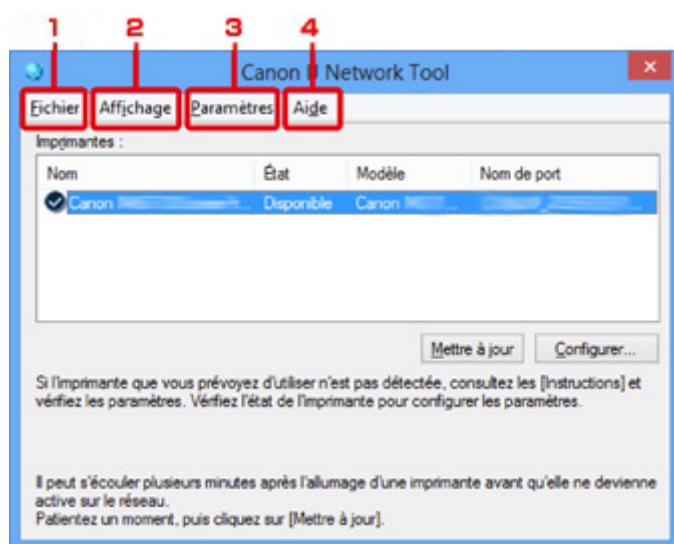 1 2 3 4
Canon IJ Network Tool
Fichier Affichage Paramètres Aide
Imprimantes :
Nom État Modèle Nom de port
Canon ... Disponible Canon ... ...
Mettre à jour Configurer...
Si l'imprimante que vous prévoyez d'utiliser n'est pas détectée, consultez les [Instructions] et
vérifiez les paramètres. Vérifiez l'état de l'imprimante pour configurer les paramètres.
Il peut s'écouler plusieurs minutes après l'allumage d'une imprimante avant qu'elle ne devienne
active sur le réseau.
Patientez un moment, puis cliquez sur [Mettre à jour].